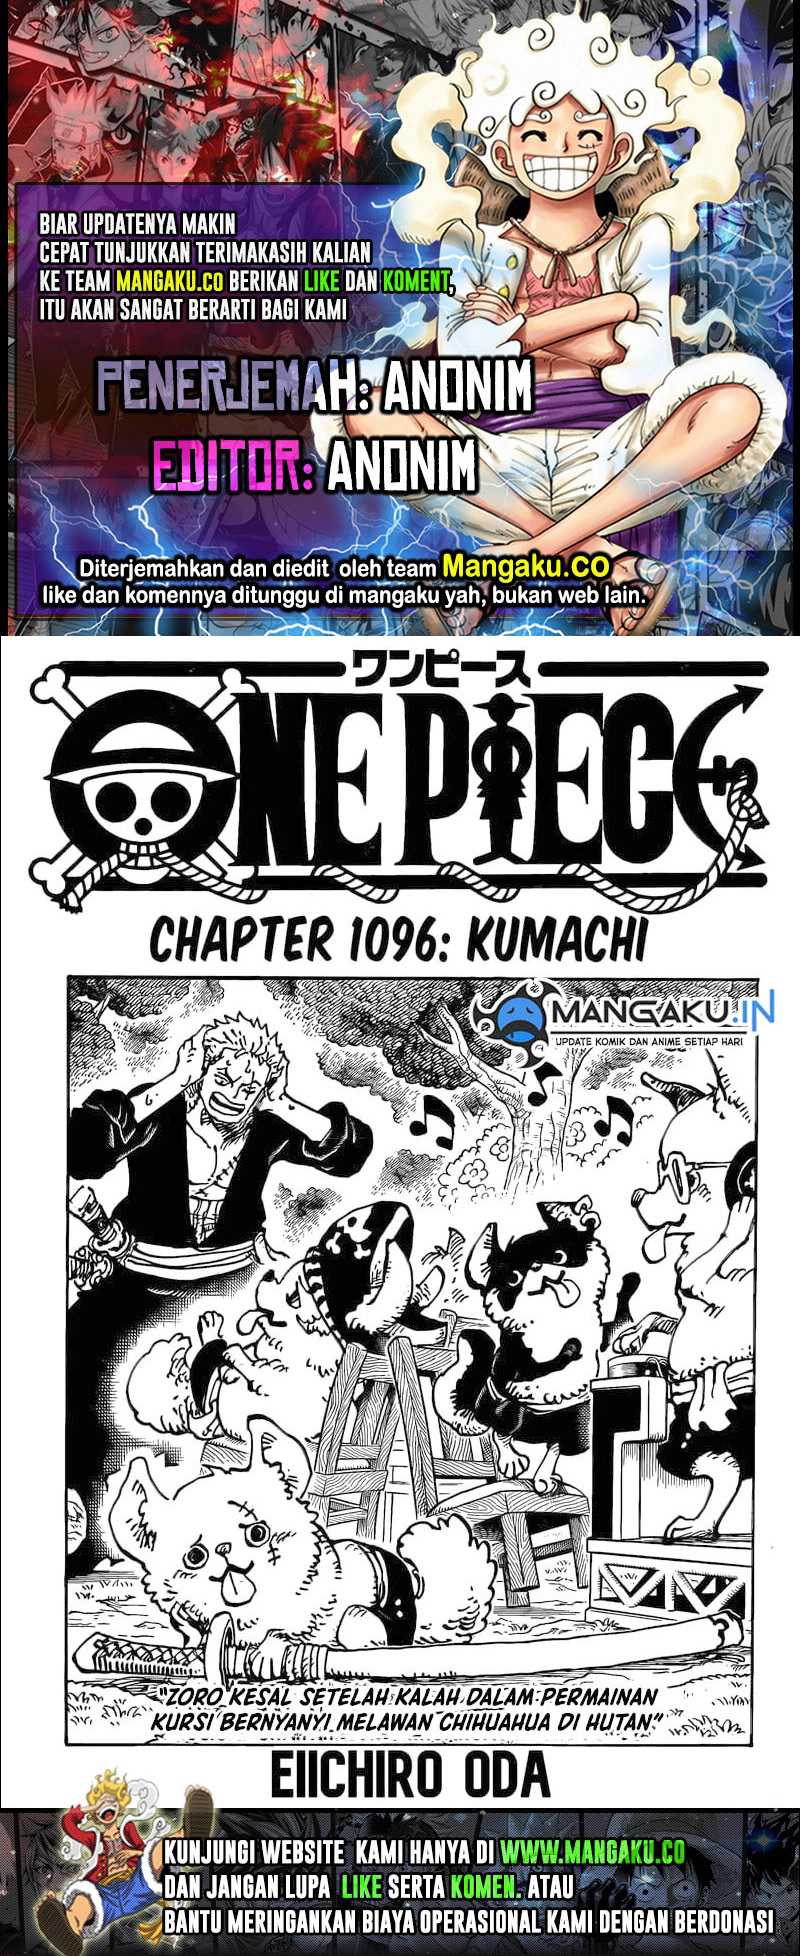 BIAR UPDATENYA MAKIN
CEPAT TUNJUKKAN TERIMAKASIH KALIAN
KE TEAM MANGAKU.CO BERIKAN LIKE DAN KOMENT,
ITU AKAN SANGAT BERARTI BAGI KAMI
PENERJEMAH: ANONIM
EDITOR: ANONIM
Diterjemahkan dan diedit oleh team Mangaku.co
like dan komennya ditunggu di mangaku yah, bukan web lain.
ワンピース
ONE PIECE
CHAPTER 1096: KUMACHI
MANGAKU.IN
UPDATE KOMIK DAN ANIME SETIAP HARI
"ZORO KESAL SETELAH KALAH DALAM PERMAINAN
KURSI BERNYANYI MELAWAN CHIHUAHUA DI HUTAN"
EIICHIRO ODA
KUNJUNGI WEBSITE KAMI HANYA DI WWW.MANGAKU.CO
DAN JANGAN LUPA LIKE SERTA KOMEN. ATAU
BANTU MERINGANKAN BIAYA OPERASIONAL KAMI DENGAN BERDONASI